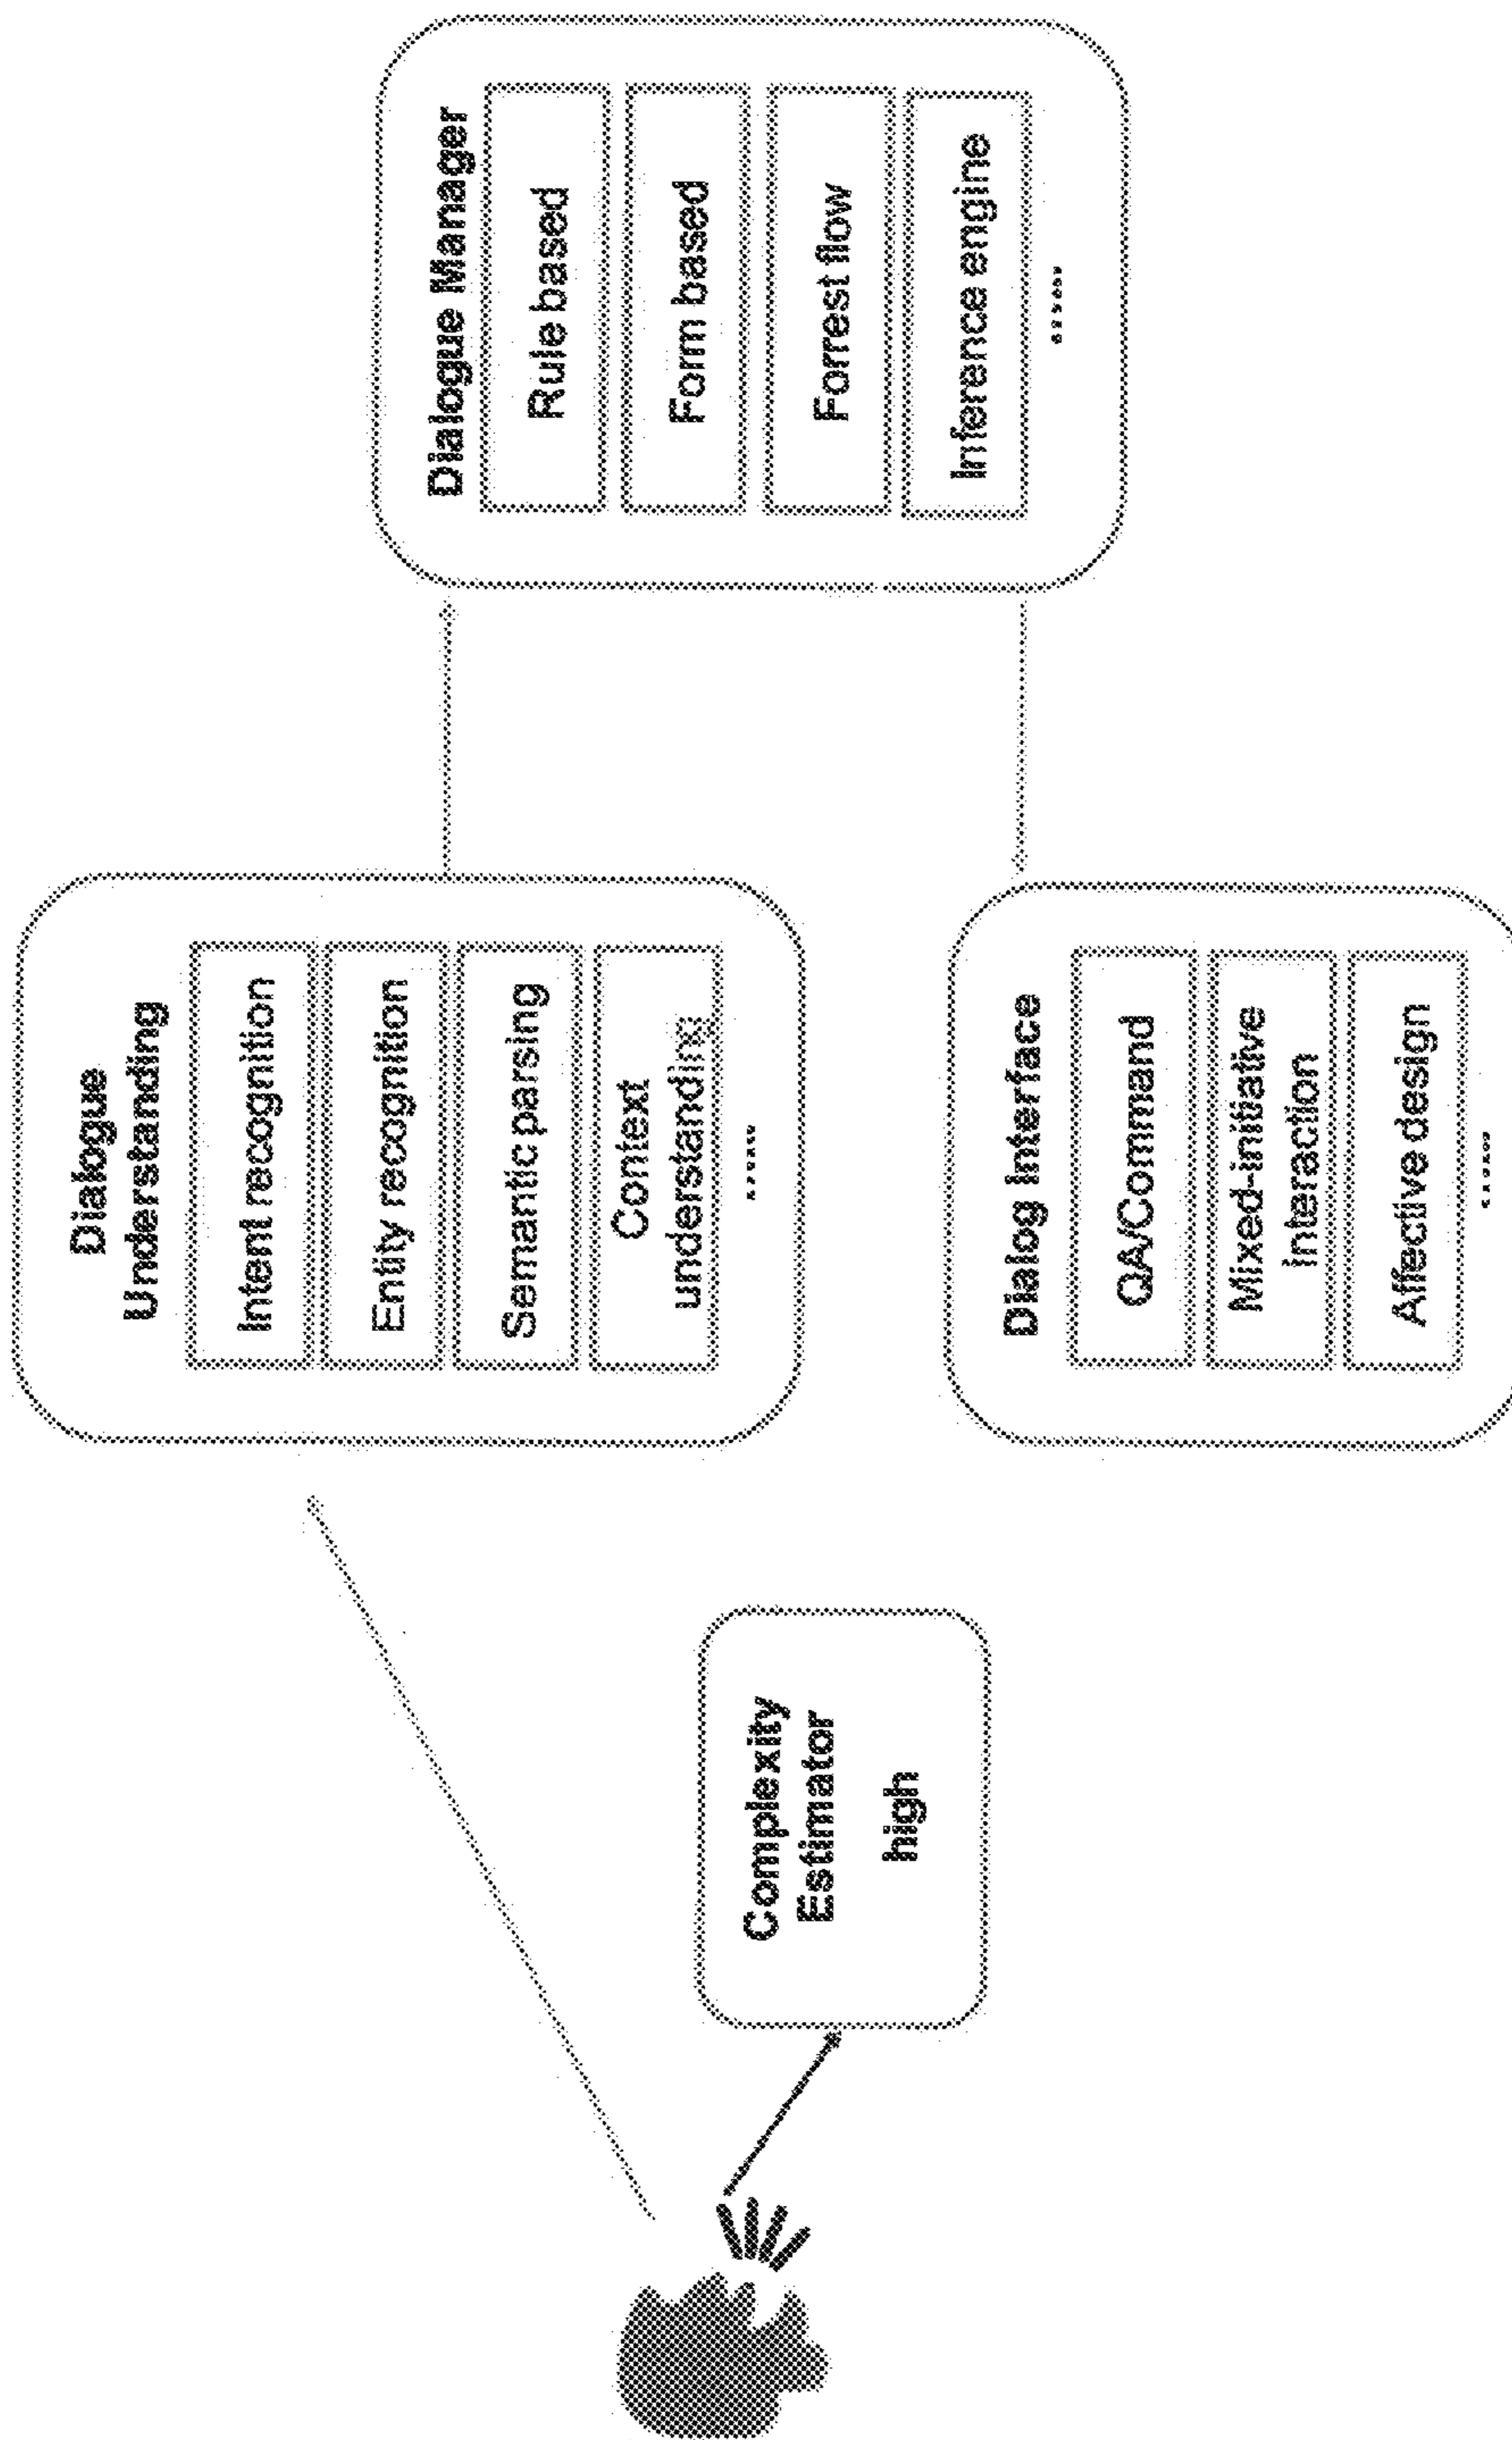 Dialogue
Understanding
Intent recognition
Entity recognition
Semantic parsing
Context
understanding
......
Dialogue Manager
Rule based
Form based
Forrest flow
Inference engine
......
Complexity
Estimator
high
Dialog Interface
QA/Command
Mixed-initiative
interaction
Affective design
......